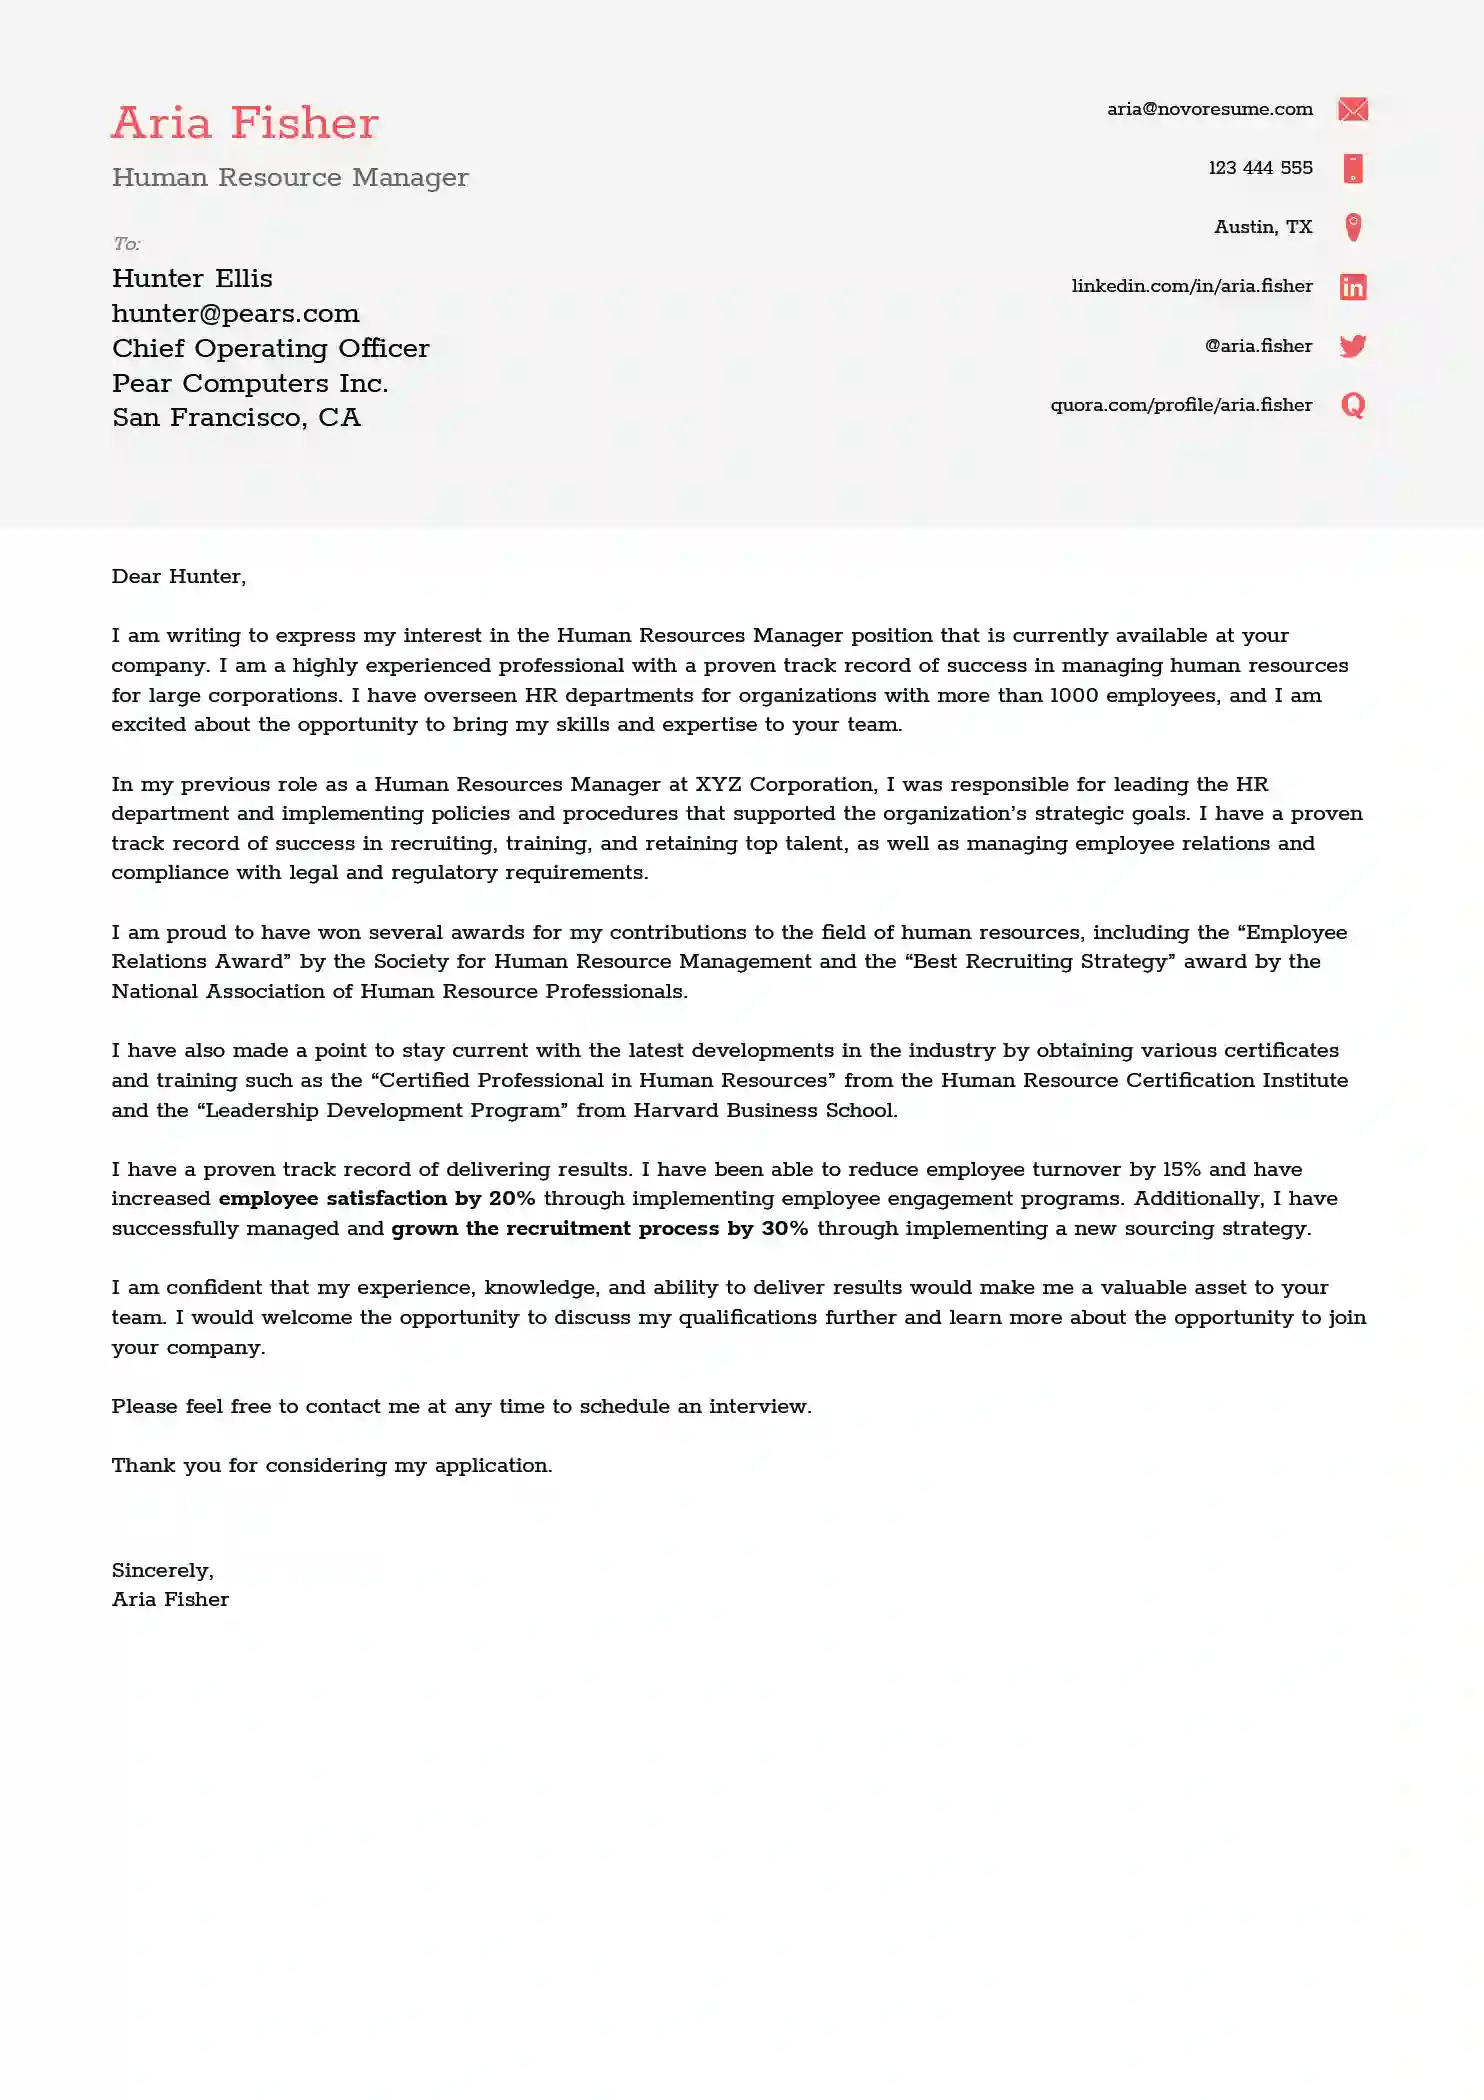 Aria Fisher
Human Resource Manager
To:
Hunter Ellis
hunter@pears.com
Chief Operating Officer
Pear Computers Inc.
San Francisco, CA
aria@novoresume.com
123 444 555
Austin, TX
linkedin.com/in/aria.fisher
in
@aria.fisher
quora.com/profile/aria.fisher
Q
Dear Hunter,
I am writing to express my interest in the Human Resources Manager position that is currently available at your
company. I am a highly experienced professional with a proven track record of success in managing human resources
for large corporations. I have overseen HR departments for organizations with more than 1000 employees, and I am
excited about the opportunity to bring my skills and expertise to your team.
In my previous role as a Human Resources Manager at XYZ Corporation, I was responsible for leading the HR
department and implementing policies and procedures that supported the organization’s strategic goals. I have a proven
track record of success in recruiting, training, and retaining top talent, as well as managing employee relations and
compliance with legal and regulatory requirements.
I am proud to have won several awards for my contributions to the field of human resources, including the “Employee
Relations Award” by the Society for Human Resource Management and the “Best Recruiting Strategy” award by the
National Association of Human Resource Professionals.
I have also made a point to stay current with the latest developments in the industry by obtaining various certificates
and training such as the “Certified Professional in Human Resources” from the Human Resource Certification Institute
and the “Leadership Development Program” from Harvard Business School.
I have a proven track record of delivering results. I have been able to reduce employee turnover by 15% and have
increased employee satisfaction by 20% through implementing employee engagement programs. Additionally, I have
successfully managed and grown the recruitment process by 30% through implementing a new sourcing strategy.
I am confident that my experience, knowledge, and ability to deliver results would make me a valuable asset to your
team. I would welcome the opportunity to discuss my qualifications further and learn more about the opportunity to join
your company.
Please feel free to contact me at any time to schedule an interview.
Thank you for considering my application.
Sincerely,
Aria Fisher